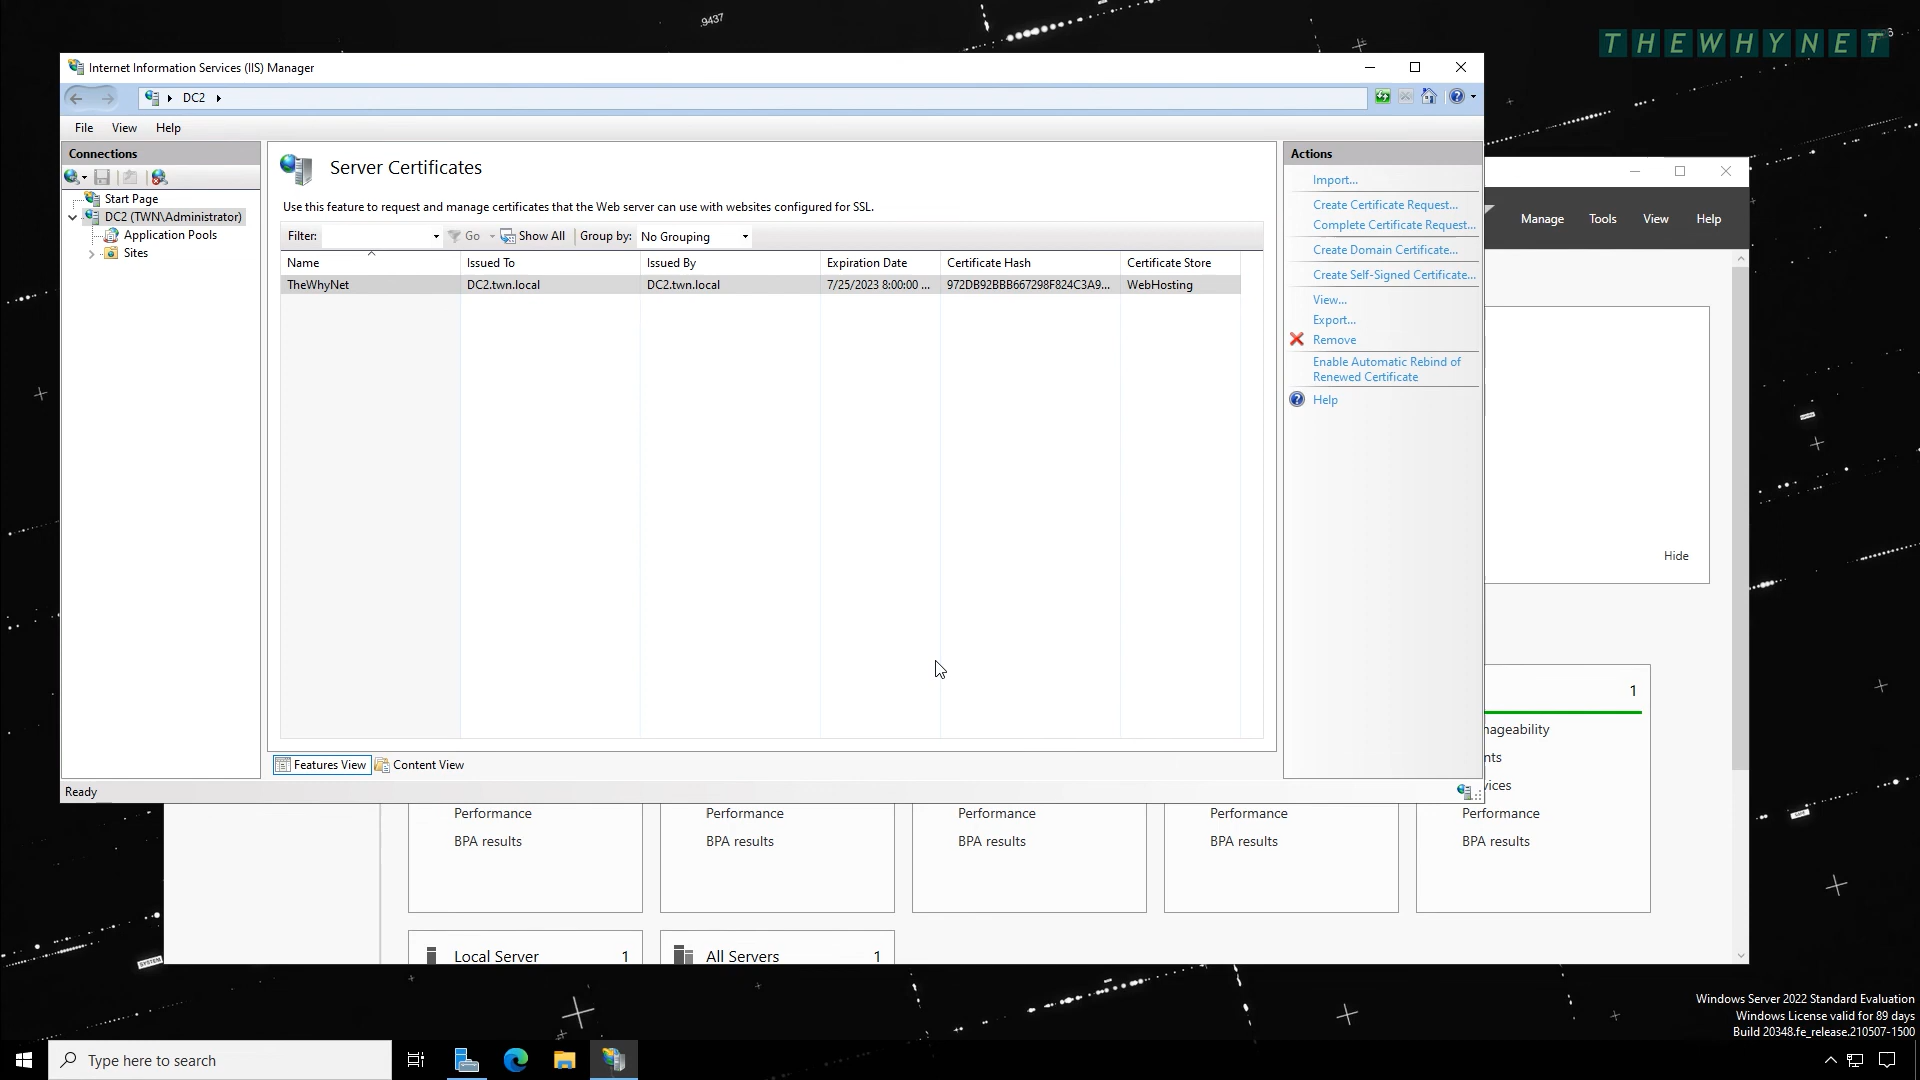 .9437
THEWHYNET
Internet Information Services (IIS) Manager
DC2
File View Help
Connections
Start Page
DC2 (TWN\Administrator)
Application Pools
Sites
Server Certificates
Use this feature to request and manage certificates that the Web server can use with websites configured for SSL.
Filter: Go Show All Group by: No Grouping
Name Issued To Issued By Expiration Date Certificate Hash Certificate Store
TheWhyNet DC2.twn.local DC2.twn.local 7/25/2023 8:00:00 ... 972DB92BBB667298F824C3A9... WebHosting
Features View Content View
Ready
Actions
Import...
Create Certificate Request...
Complete Certificate Request...
Create Domain Certificate...
Create Self-Signed Certificate...
View...
Export...
Remove
Enable Automatic Rebind of
Renewed Certificate
Help
Manage Tools View Help
Hide
1
nageability
nts
vices
Performance Performance Performance Performance Performance
BPA results BPA results BPA results BPA results BPA results
Local Server 1 All Servers 1
SYSTEM
Windows Server 2022 Standard Evaluation
Windows License valid for 89 days
Build 20348.fe_release.210507-1500
Type here to search